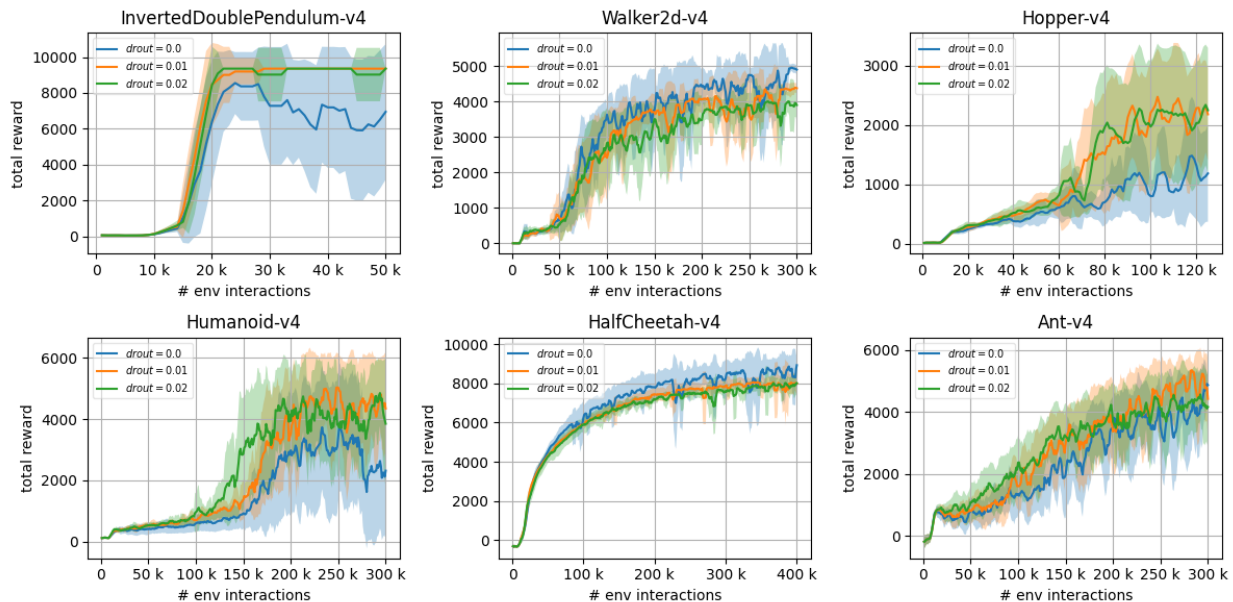 InvertedDoublePendulum-v4
drout = 0.0
drout = 0.01
drout = 0.02
total reward
10000
8000
6000
4000
2000
0
0 10 k 20 k 30 k 40 k 50 k
# env interactions
Walker2d-v4
drout = 0.0
drout = 0.01
drout = 0.02
total reward
5000
4000
3000
2000
1000
0
0 50 k 100 k 150 k 200 k 250 k 300 k
# env interactions
Hopper-v4
drout = 0.0
drout = 0.01
drout = 0.02
total reward
3000
2000
1000
0
0 20 k 40 k 60 k 80 k 100 k 120 k
# env interactions
Humanoid-v4
drout = 0.0
drout = 0.01
drout = 0.02
total reward
6000
4000
2000
0
0 50 k 100 k 150 k 200 k 250 k 300 k
# env interactions
HalfCheetah-v4
drout = 0.0
drout = 0.01
drout = 0.02
total reward
10000
8000
6000
4000
2000
0
0 100 k 200 k 300 k 400 k
# env interactions
Ant-v4
drout = 0.0
drout = 0.01
drout = 0.02
total reward
6000
4000
2000
0
0 50 k 100 k 150 k 200 k 250 k 300 k
# env interactions